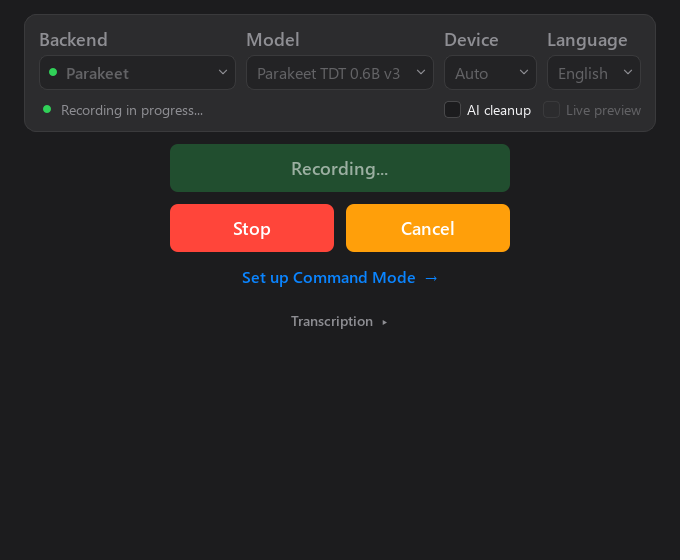 Backend Model Device Language
Parakeet Parakeet TDT 0.6B v3 Auto English
Recording in progress... AI cleanup Live preview
Recording...
Stop Cancel
Set up Command Mode →
Transcription ▸